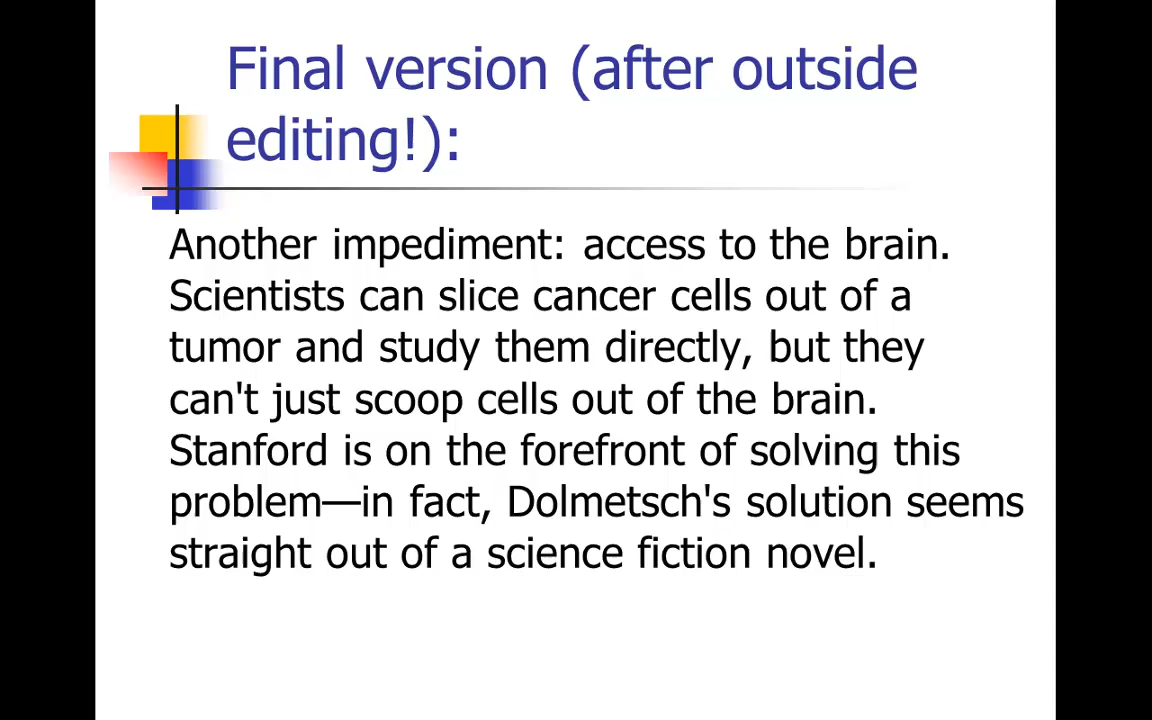 Final version (after outside
editing!):
Another impediment: access to the brain.
Scientists can slice cancer cells out of a
tumor and study them directly, but they
can't just scoop cells out of the brain.
Stanford is on the forefront of solving this
problem—in fact, Dolmetsch's solution seems
straight out of a science fiction novel.